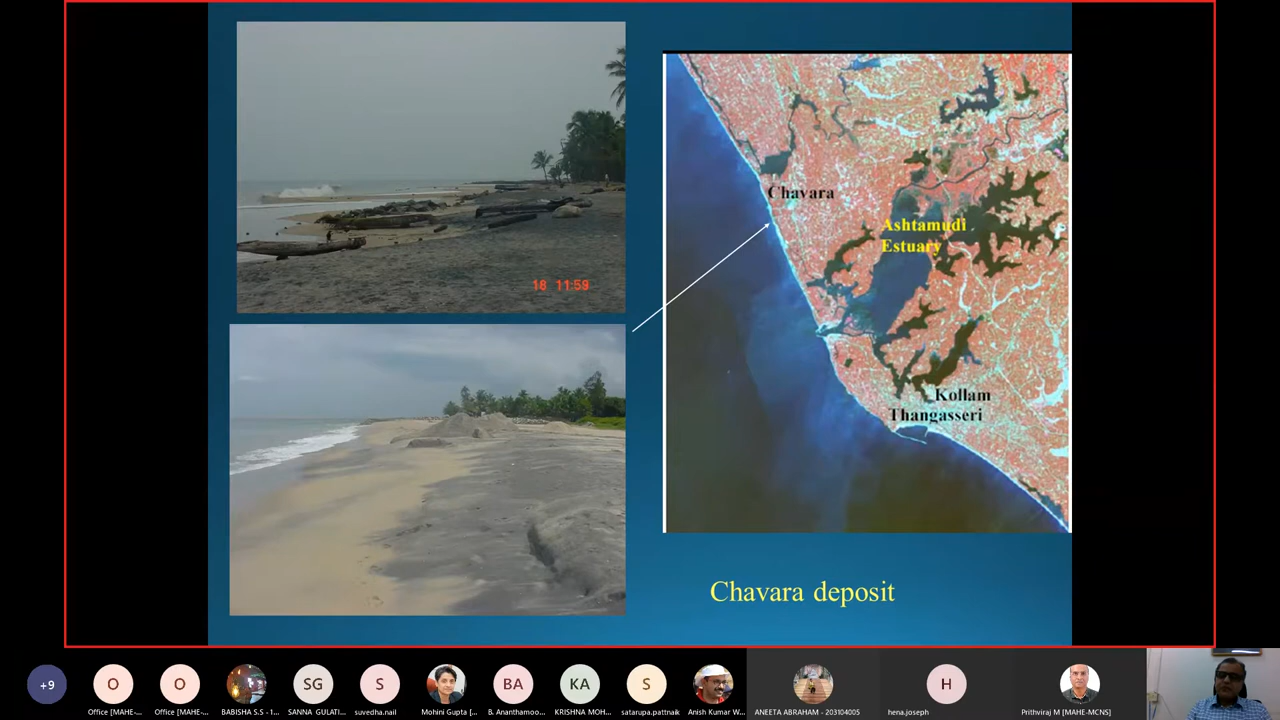 18 11:59
Chavara
Ashtamudi
Estuary
Kollam
Thangasseri
Chavara deposit
+9
O
Office [MAHE-...
O
Office [MAHE-...
BABISHA S.S - 1...
SG
SANNA GULATI...
S
suvedha.nail
Mohini Gupta [...
BA
B. Ananthamoo...
KA
KRISHNA MOH...
S
satarupa.pattnaik
Anish Kumar W...
ANEETA ABRAHAM - 203104005
H
hena.joseph
Prithviraj M [MAHE-MCNS]